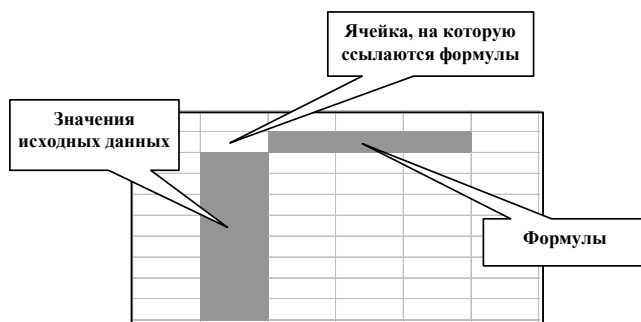 Ячейка, на которую
ссылаются формулы
Значения
исходных данных
Формулы